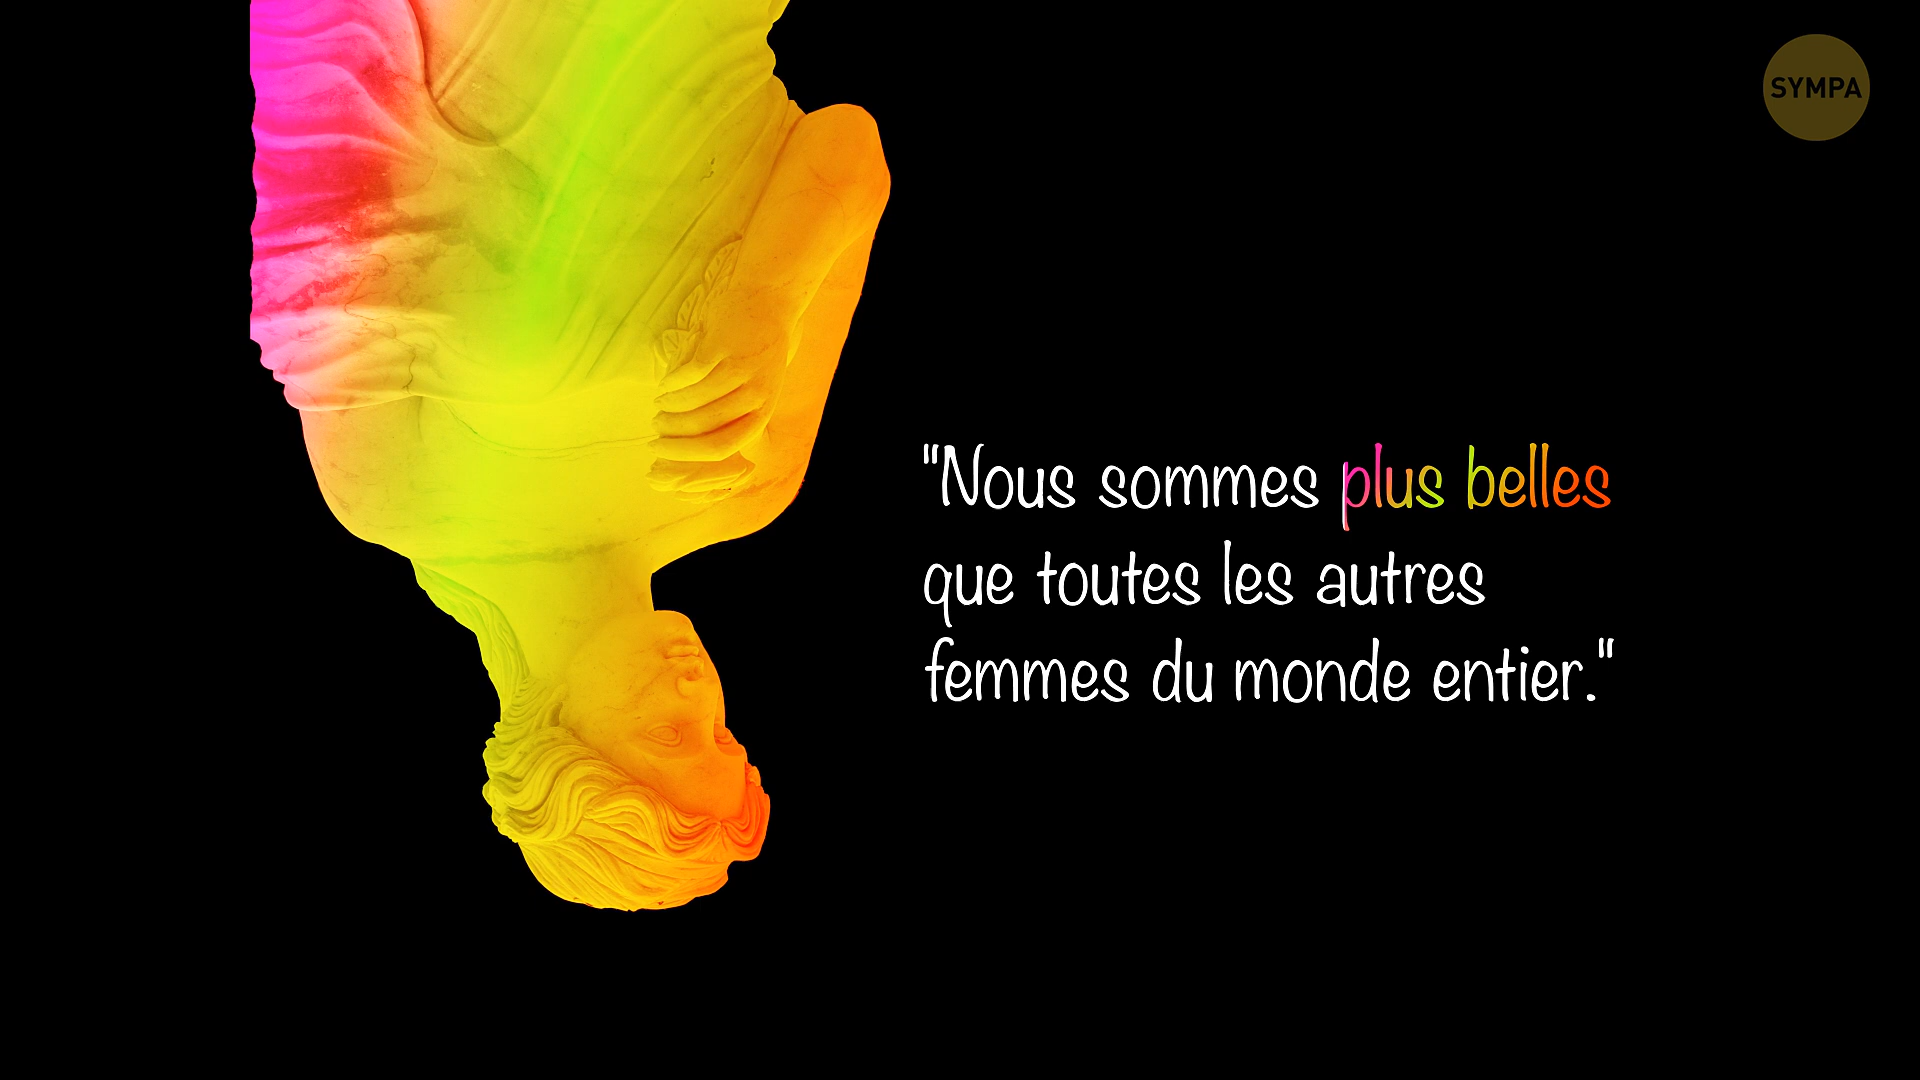 SYMPA
"Nous sommes plus belles
que toutes les autres
femmes du monde entier."